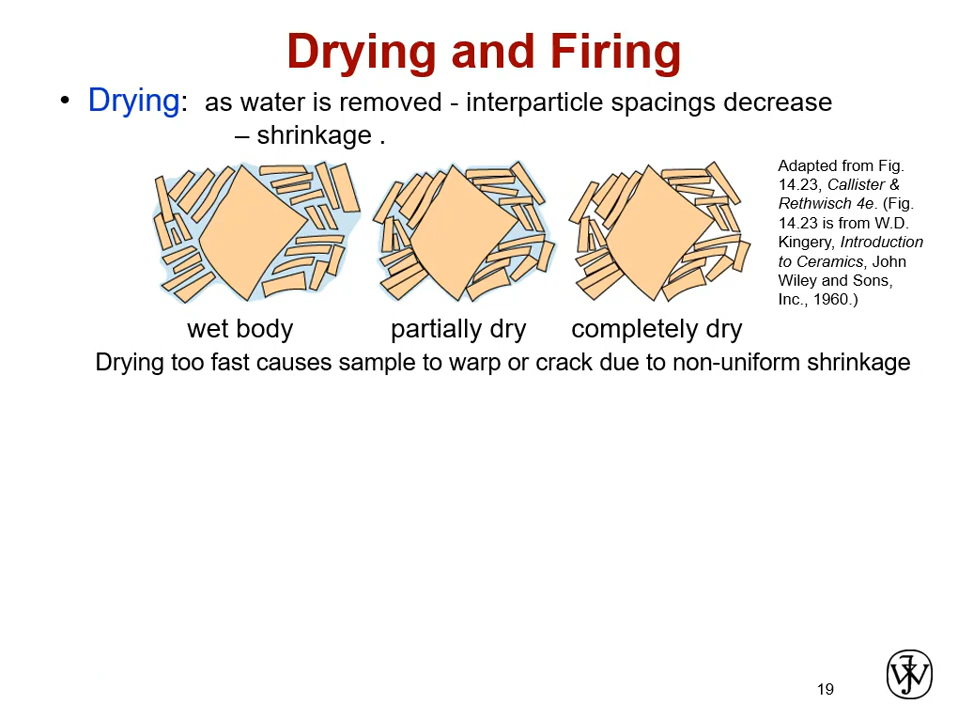 Drying and Firing
• Drying: as water is removed - interparticle spacings decrease
– shrinkage .
Adapted from Fig.
14.23, Callister &
Rethwisch 4e. (Fig.
14.23 is from W.D.
Kingery, Introduction
to Ceramics, John
Wiley and Sons,
Inc., 1960.)
wet body
partially dry
completely dry
Drying too fast causes sample to warp or crack due to non-uniform shrinkage
19